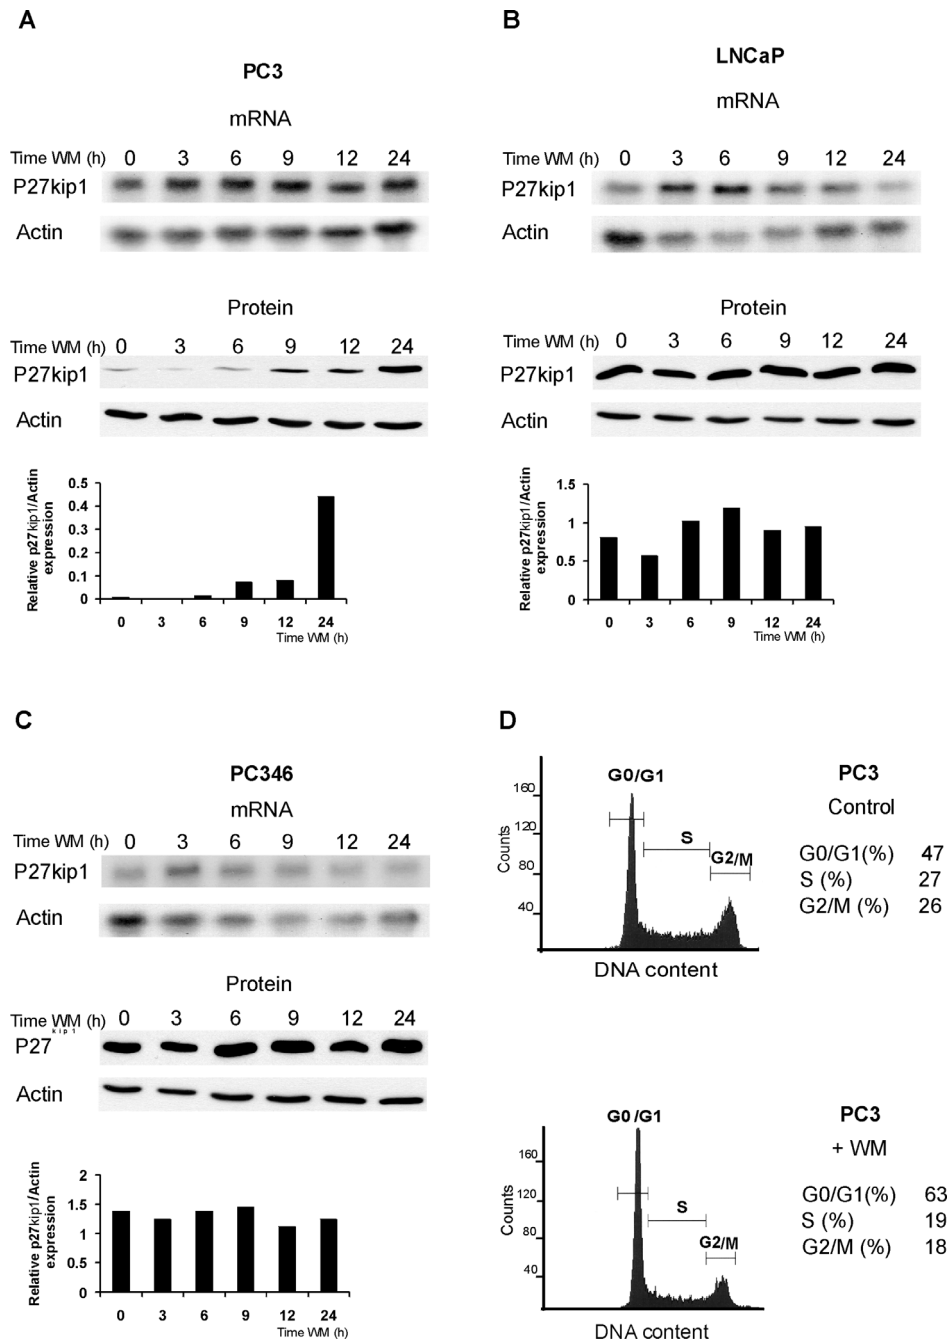 A
PC3
mRNA
Time WM (h) 0 3 6 9 12 24
P27kip1
Actin
Protein
Time WM (h) 0 3 6 9 12 24
P27kip1
Actin
Relative p27kip1/Actin
expression
0.5
0.4
0.3
0.2
0.1
0
0 3 6 9 12 24
Time WM (h)
B
LNCaP
mRNA
Time WM (h) 0 3 6 9 12 24
P27kip1
Actin
Protein
Time WM (h) 0 3 6 9 12 24
P27kip1
Actin
Relative p27kip1/Actin
expression
1.5
1
0.5
0
0 3 6 9 12 24
Time WM (h)
C
PC346
mRNA
Time WM (h) 0 3 6 9 12 24
P27kip1
Actin
Protein
Time WM (h) 0 3 6 9 12 24
P27kip1
Actin
Relative p27kip1/Actin
expression
2
1.5
1
0.5
0
0 3 6 9 12 24
Time WM (h)
D
G0/G1
S
G2/M
Counts
160
120
80
40
DNA content
PC3
Control
G0/G1(%) 47
S (%) 27
G2/M (%) 26
G0/G1
S
G2/M
Counts
160
120
80
40
DNA content
PC3
+ WM
G0/G1(%) 63
S (%) 19
G2/M (%) 18